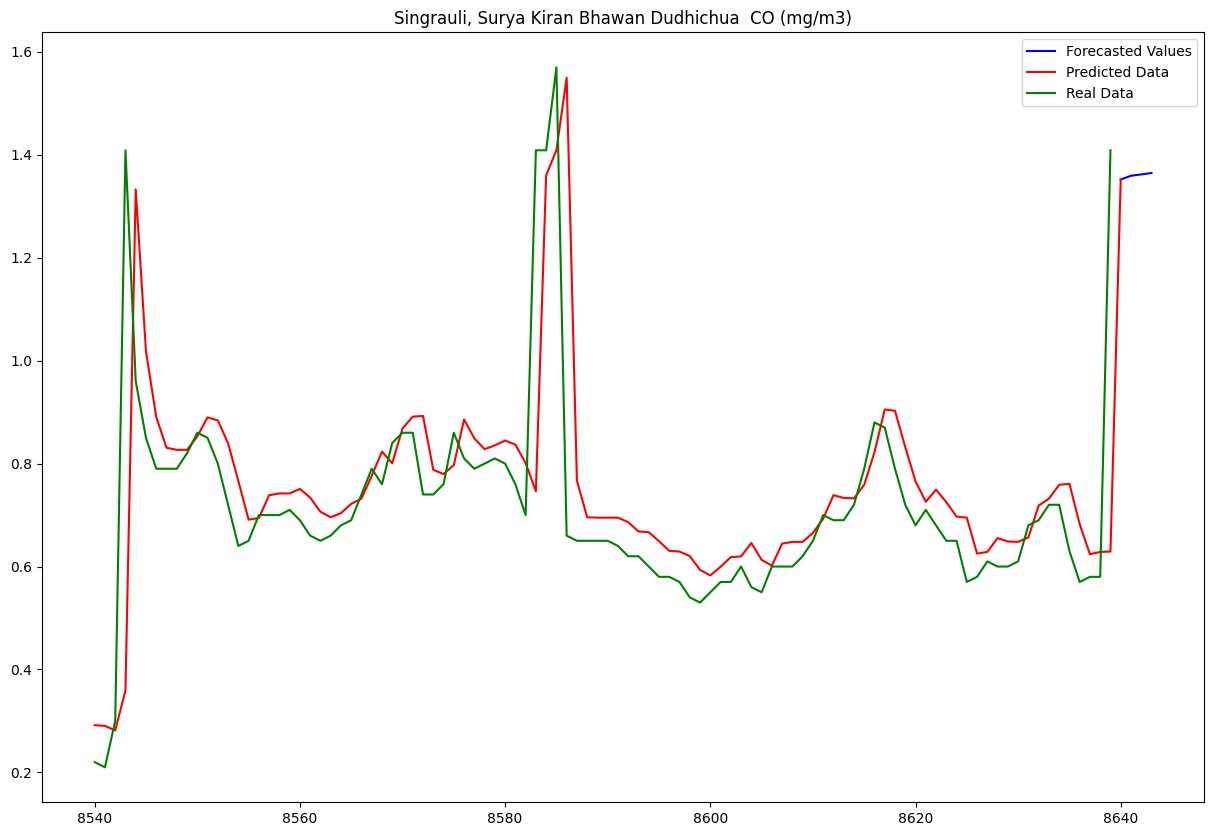 Singrauli, Surya Kiran Bhawan Dudhichua  CO (mg/m3)
Forecasted Values
Predicted Data
Real Data
1.6
1.4
1.2
1.0
0.8
0.6
0.4
0.2
8540 8560 8580 8600 8620 8640